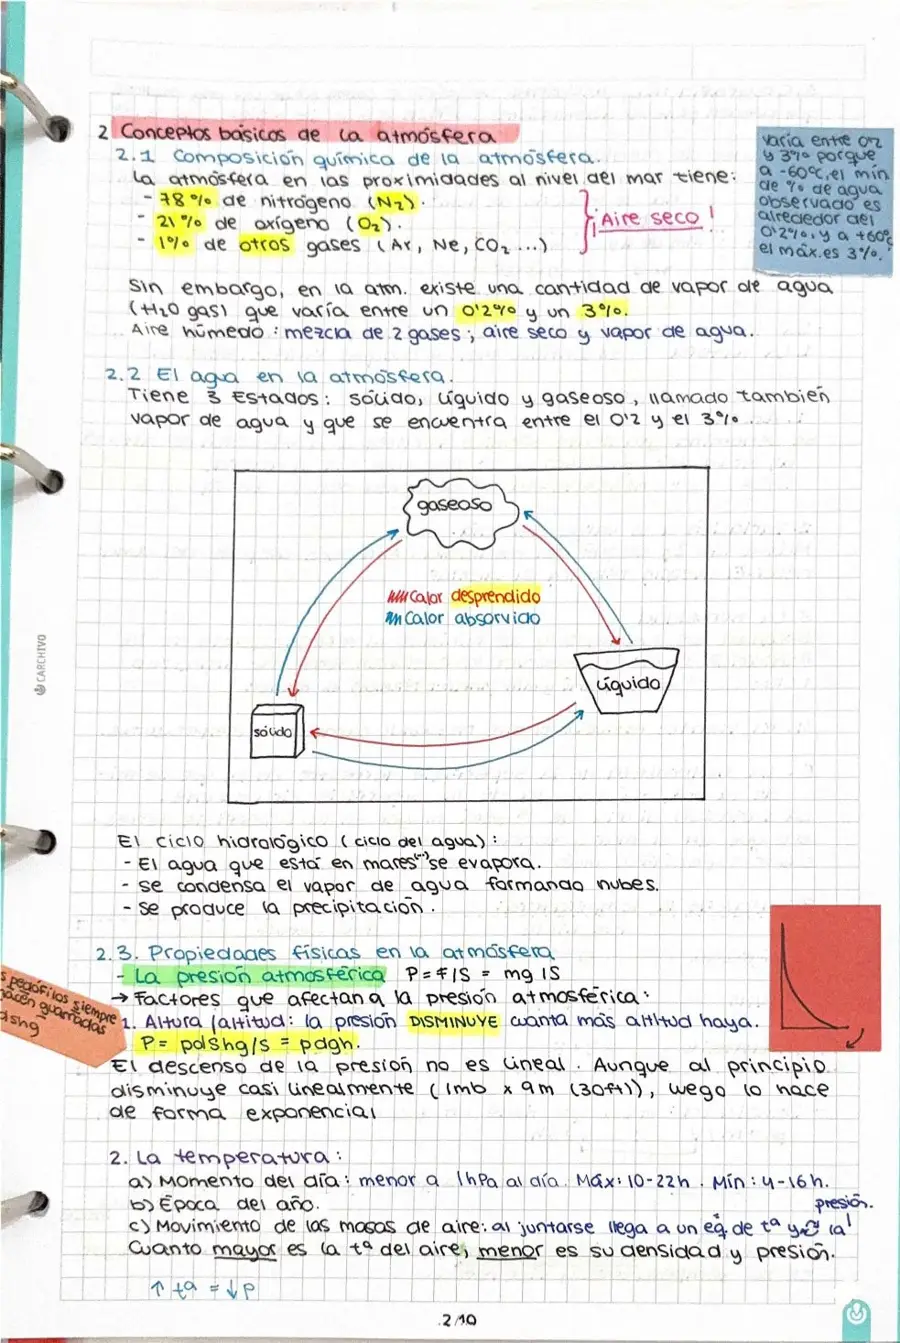 2 Conceptos básicos de la atmósfera
2.1 Composición química de la atmósfera.
La atmósfera en las proximidades al nivel del mar tiene:
- 78% de nitrógeno (N₂).
- 21% de oxígeno (O₂).
- 1% de otros gases (Ar, Ne, CO₂ ...)
¡Aire seco!
varía entre 0'2
y 3% porque
a -60ºC, el mín
de % de agua
observado es
alrededor del
0'2%, y a +60ºC
el máx. es 3%.
Sin embargo, en la atm. existe una cantidad de vapor de agua
(H₂O gas) que varía entre un 0'2% y un 3%.
Aire húmedo: mezcla de 2 gases; aire seco y vapor de agua.
2.2 El agua en la atmósfera.
Tiene 3 Estados: sólido, líquido y gaseoso, llamado también
vapor de agua y que se encuentra entre el 0'2 y el 3%.
gaseoso
Calor desprendido
Calor absorvido
líquido
sólido
CARCHIVO
El ciclo hidrológico (ciclo del agua):
- El agua que está en mares(...) se evapora.
- Se condensa el vapor de agua formando nubes.
- Se produce la precipitación.
2.3. Propiedades físicas en la atmósfera
- La presión atmosférica P = F/S = mg/S
→ Factores que afectan a la presión atmosférica:
siempre
guardadas
1. Altura/altitud: la presión DISMINUYE cuanta más altitud haya.
P = pdShg/S = pdgh.
El descenso de la presión no es lineal. Aunque al principio
disminuye casi linealmente (1mb x 9m (30ft)), luego lo hace
de forma exponencial
2. La temperatura:
a) Momento del día: menor a 1hPa al día. Máx: 10-22h. Mín: 4-16h.
b) Época del año.
c) Movimiento de las masas de aire: al juntarse llega a un eq. de tª y la
presión.
Cuanto mayor es la tª del aire, menor es su densidad y presión.
↑ tª = ↓ P
2/10